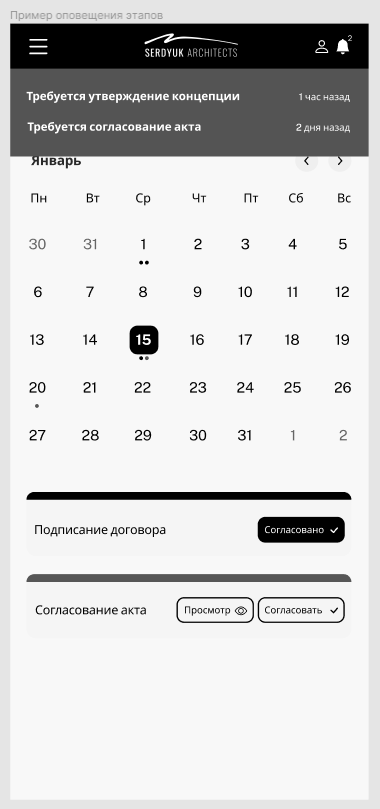 Пример оповещения этапов
2
SERDYUK ARCHITECTS
Требуется утверждение концепции 1 час назад
Требуется согласование акта 2 дня назад
Январь
Пн Вт Ср Чт Пт Сб Вс
30 31 1 2 3 4 5
6 7 8 9 10 11 12
13 14 15 16 17 18 19
20 21 22 23 24 25 26
27 28 29 30 31 1 2
Подписание договора Согласовано
Согласование акта Просмотр Согласовать